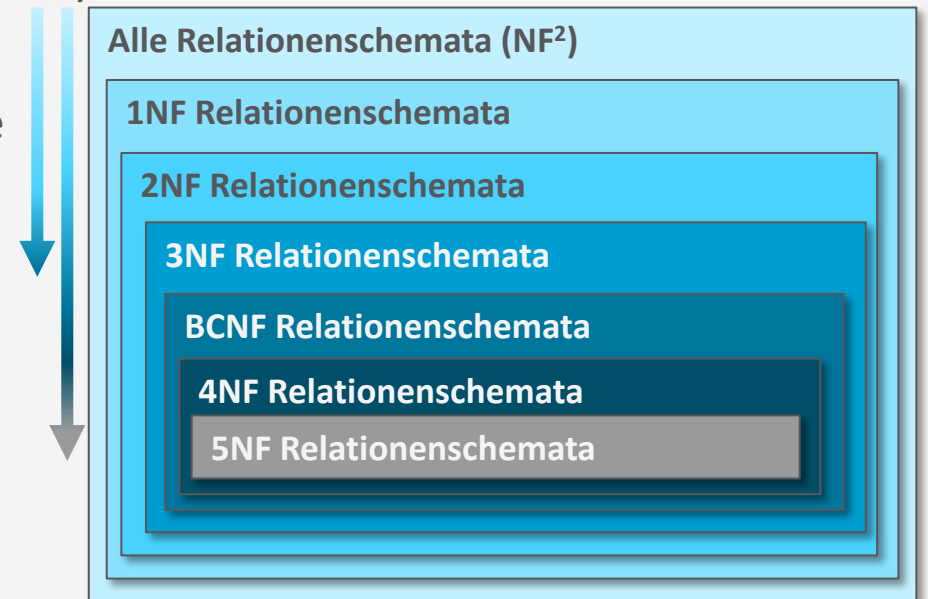 Alle Relationenschemata (NF²)
1NF Relationenschemata
2NF Relationenschemata
3NF Relationenschemata
BCNF Relationenschemata
4NF Relationenschemata
5NF Relationenschemata